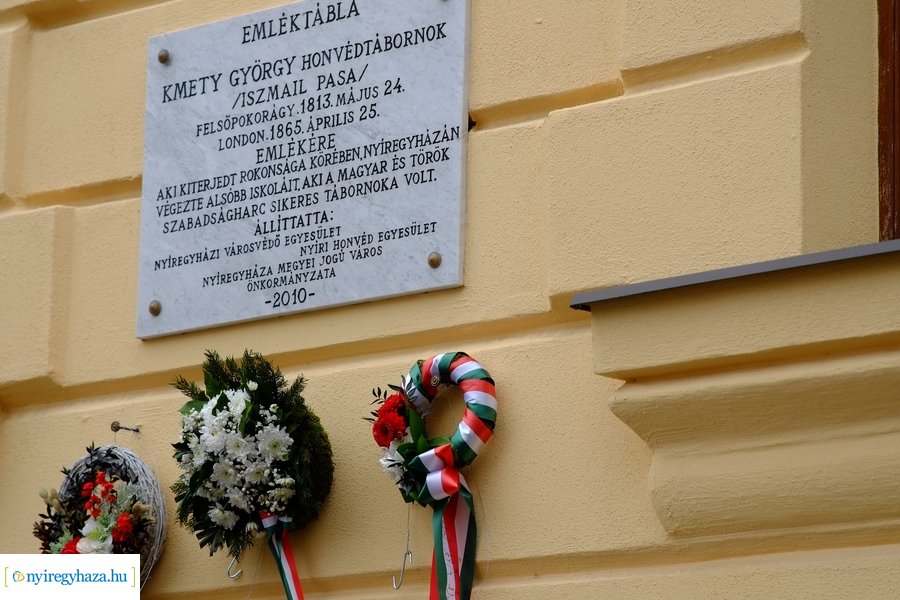 EMLÉKTÁBLA
KMETY GYÖRGY HONVÉDTÁBORNOK
/ISZMAIL PASA/
FELSŐPOKORÁGY.1813.MÁJUS 24.
LONDON.1865.ÁPRILIS 25.
EMLÉKÉRE
AKI KITERJEDT ROKONSÁGA KÖRÉBEN,NYÍREGYHÁZÁN
VÉGEZTE ALSÓBB ISKOLÁIT,AKI A MAGYAR ÉS TÖRÖK
SZABADSÁGHARC SIKERES TÁBORNOKA VOLT.
ÁLLÍTTATTA:
NYÍREGYHÁZI VÁROSVÉDŐ EGYESÜLET
NYÍRI HONVÉD EGYESÜLET
NYÍREGYHÁZA MEGYEI JOGÚ VÁROS
ÖNKORMÁNYZATA
-2010-
nyiregyhaza.hu